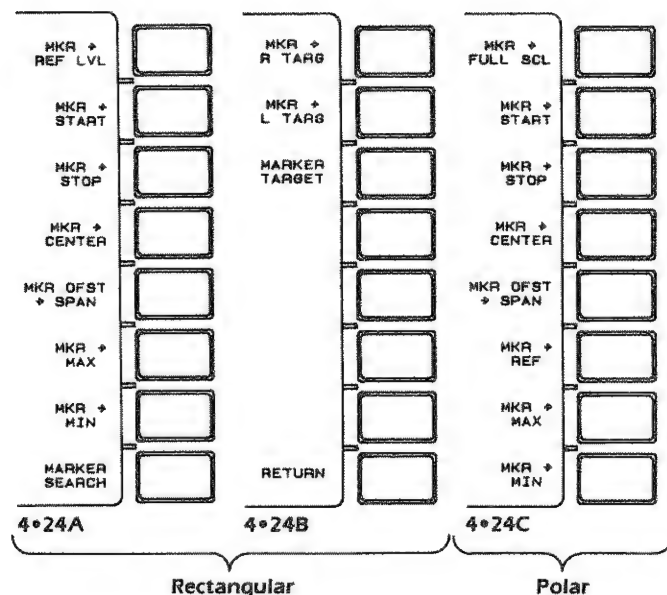 MKR →
REF LVL
MKR →
START
MKR →
STOP
MKR →
CENTER
MKR OFST
→ SPAN
MKR →
MAX
MKR →
MIN
MARKER
SEARCH
4•24A
MKR →
R TARG
MKR →
L TARG
MARKER
TARGET
RETURN
4•24B
MKR →
FULL SCL
MKR →
START
MKR →
STOP
MKR →
CENTER
MKR OFST
→ SPAN
MKR →
REF
MKR →
MAX
MKR →
MIN
4•24C
Rectangular
Polar